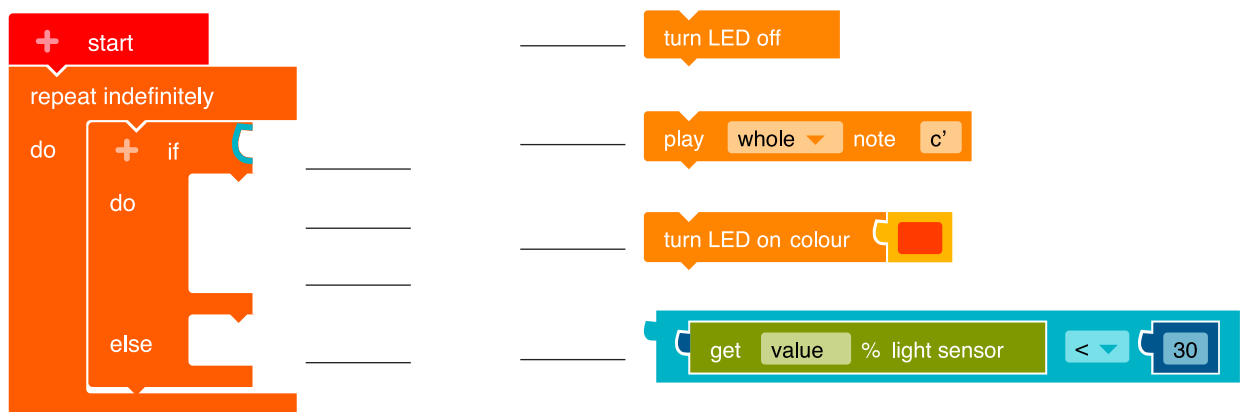 + start
repeat indefinitely
do
+ if
do
else
turn LED off
play whole note c'
turn LED on colour
get value % light sensor < 30